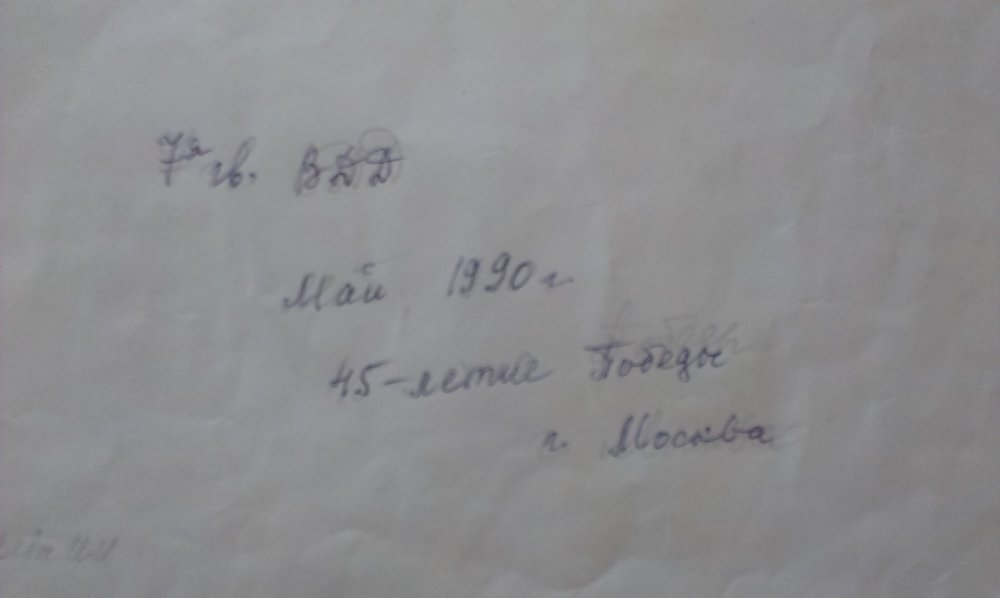 7я гв. ВДД
Май 1990 г.
45-летие Победы
г. Москва